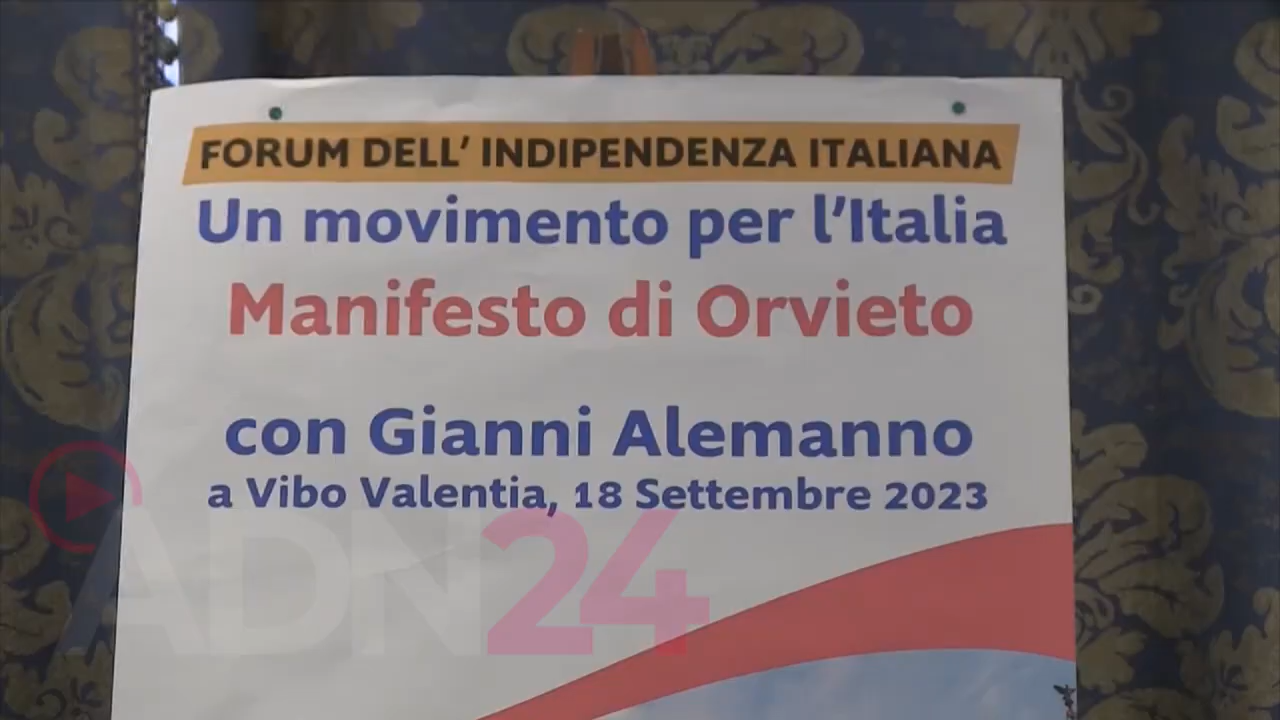 FORUM DELL' INDIPENDENZA ITALIANA
Un movimento per l'Italia
Manifesto di Orvieto
con Gianni Alemanno
a Vibo Valentia, 18 Settembre 2023
ADN24